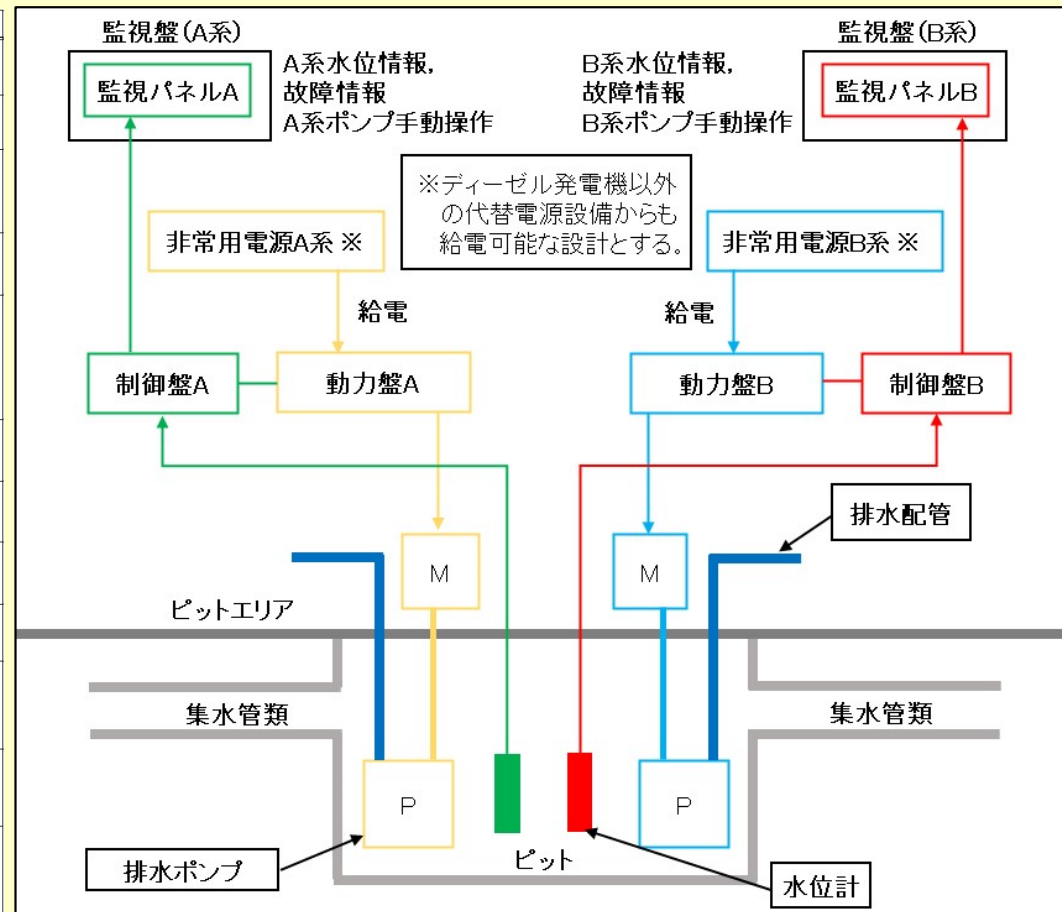 監視盤(A系)
監視盤(B系)
監視パネルA
A系水位情報,
故障情報
A系ポンプ手動操作
B系水位情報,
故障情報
B系ポンプ手動操作
監視パネルB
※ディーゼル発電機以外
の代替電源設備からも
給電可能な設計とする。
非常用電源A系 ※
非常用電源B系 ※
給電
給電
制御盤A
動力盤A
動力盤B
制御盤B
排水配管
M
M
ピットエリア
集水管類
集水管類
P
P
ピット
排水ポンプ
水位計